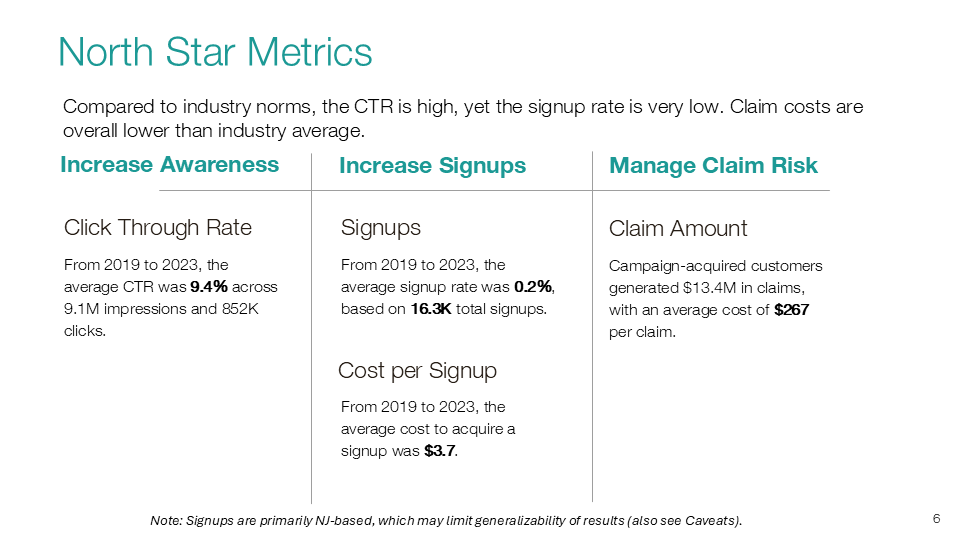 North Star Metrics
Compared to industry norms, the CTR is high, yet the signup rate is very low. Claim costs are
overall lower than industry average.
Increase Awareness
Click Through Rate
From 2019 to 2023, the
average CTR was 9.4% across
9.1M impressions and 852K
clicks.
Increase Signups
Signups
From 2019 to 2023, the
average signup rate was 0.2%,
based on 16.3K total signups.
Cost per Signup
From 2019 to 2023, the
average cost to acquire a
signup was $3.7.
Manage Claim Risk
Claim Amount
Campaign-acquired customers
generated $13.4M in claims,
with an average cost of $267
per claim.
Note: Signups are primarily NJ-based, which may limit generalizability of results (also see Caveats).
6